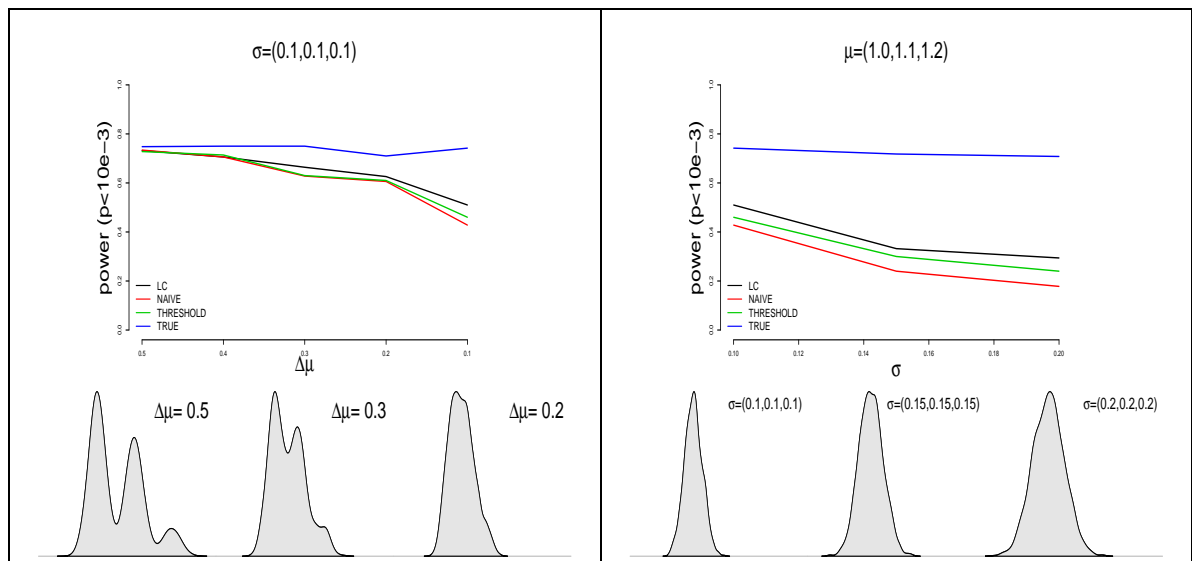 σ=(0.1,0.1,0.1)
power (p<10e−3)
1.0
0.8
0.6
0.4
0.2
0.0
LC
NAIVE
THRESHOLD
TRUE
0.5 0.4 0.3 0.2 0.1
Δμ
Δμ= 0.5 Δμ= 0.3 Δμ= 0.2
μ=(1.0,1.1,1.2)
power (p<10e−3)
1.0
0.8
0.6
0.4
0.2
0.0
LC
NAIVE
THRESHOLD
TRUE
0.10 0.12 0.14 0.16 0.18 0.20
σ
σ=(0.1,0.1,0.1) σ=(0.15,0.15,0.15) σ=(0.2,0.2,0.2)